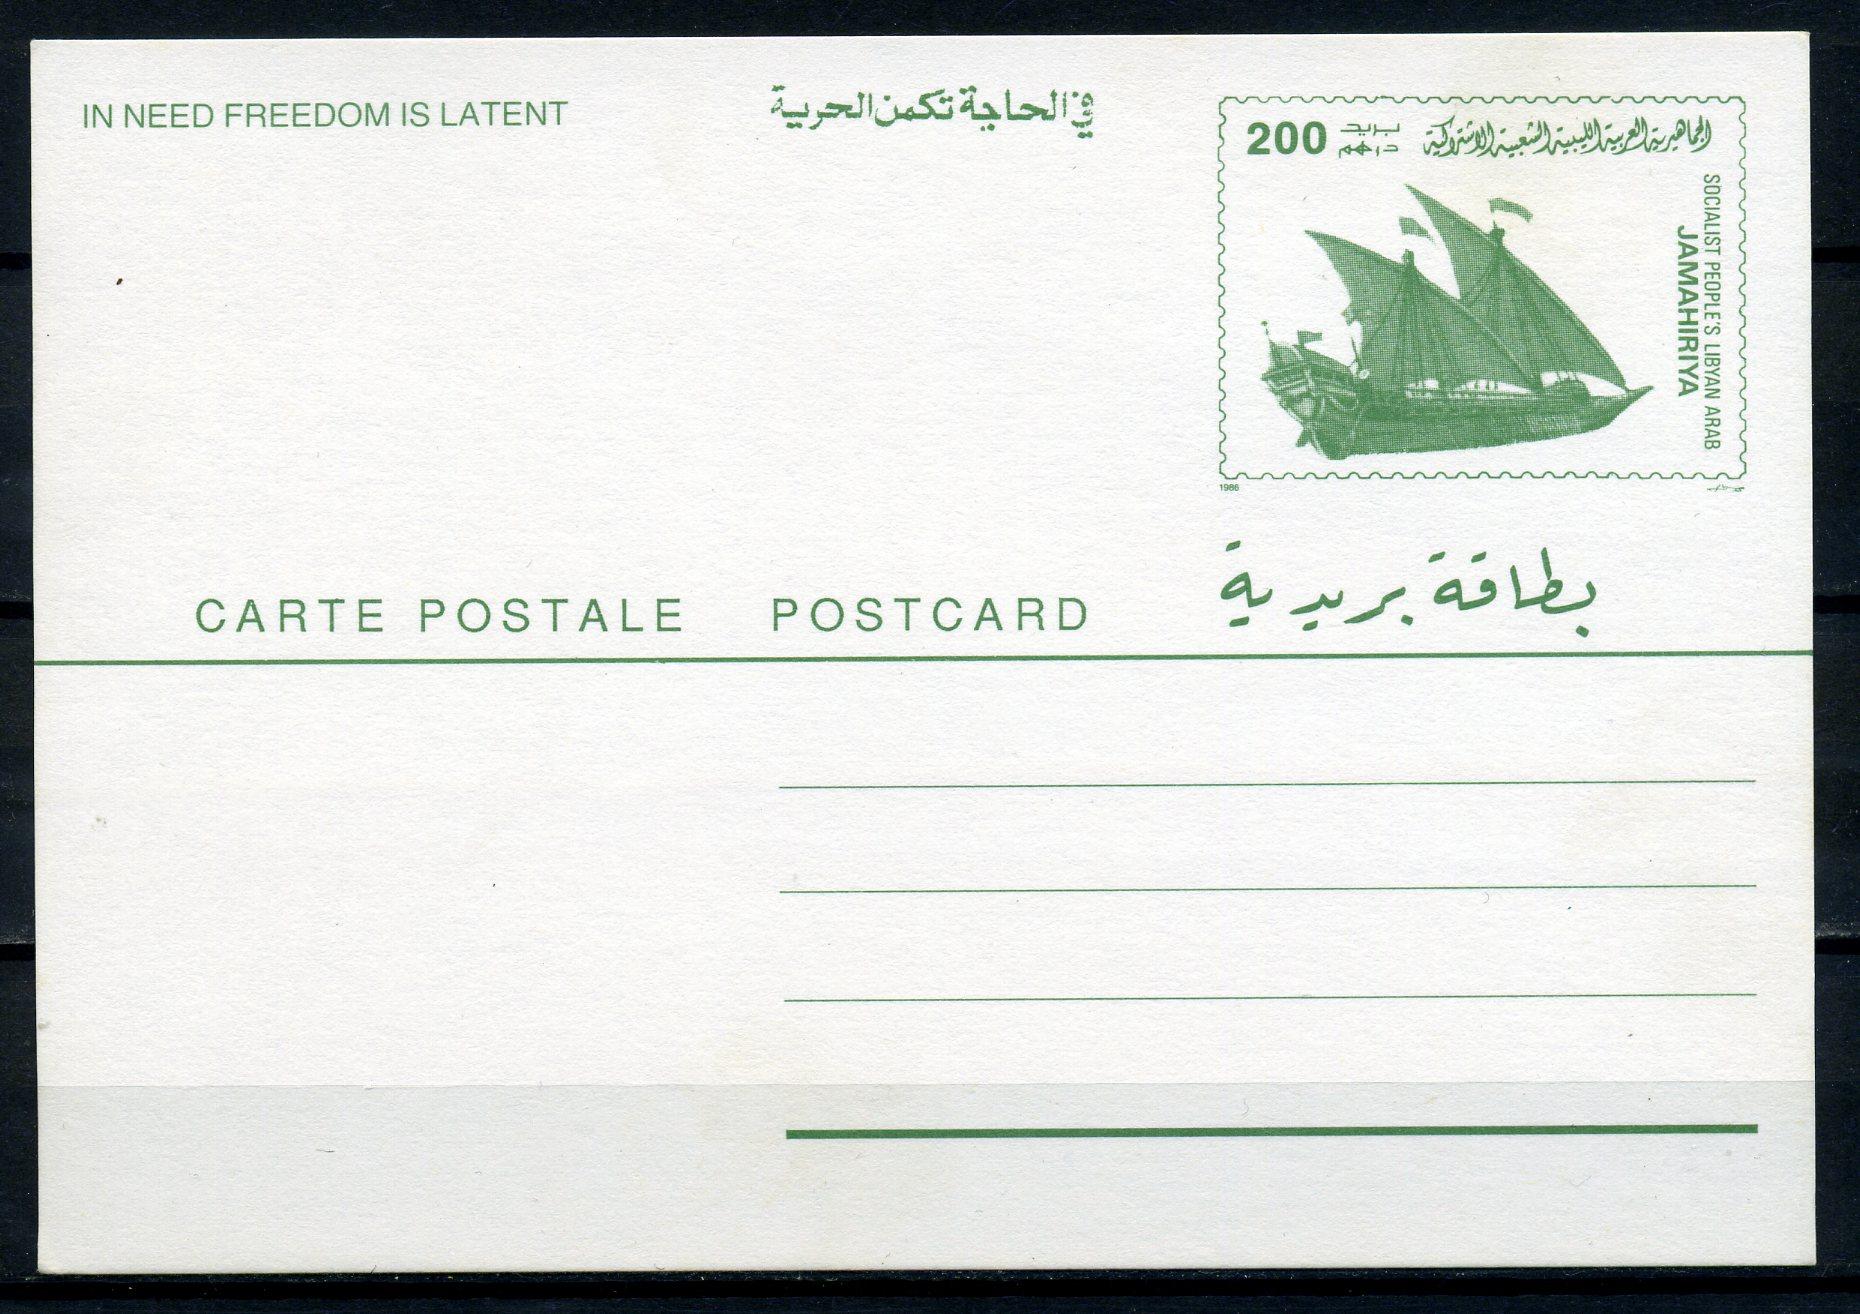 IN NEED FREEDOM IS LATENT
في الحاجة تكمن الحرية
200 بريد درهم
الجماهيرية العربية الليبية الشعبية الإشتراكية
SOCIALIST PEOPLE'S LIBYAN ARAB
JAMAHIRIYA
1986
CARTE POSTALE POSTCARD بطاقة بريدية